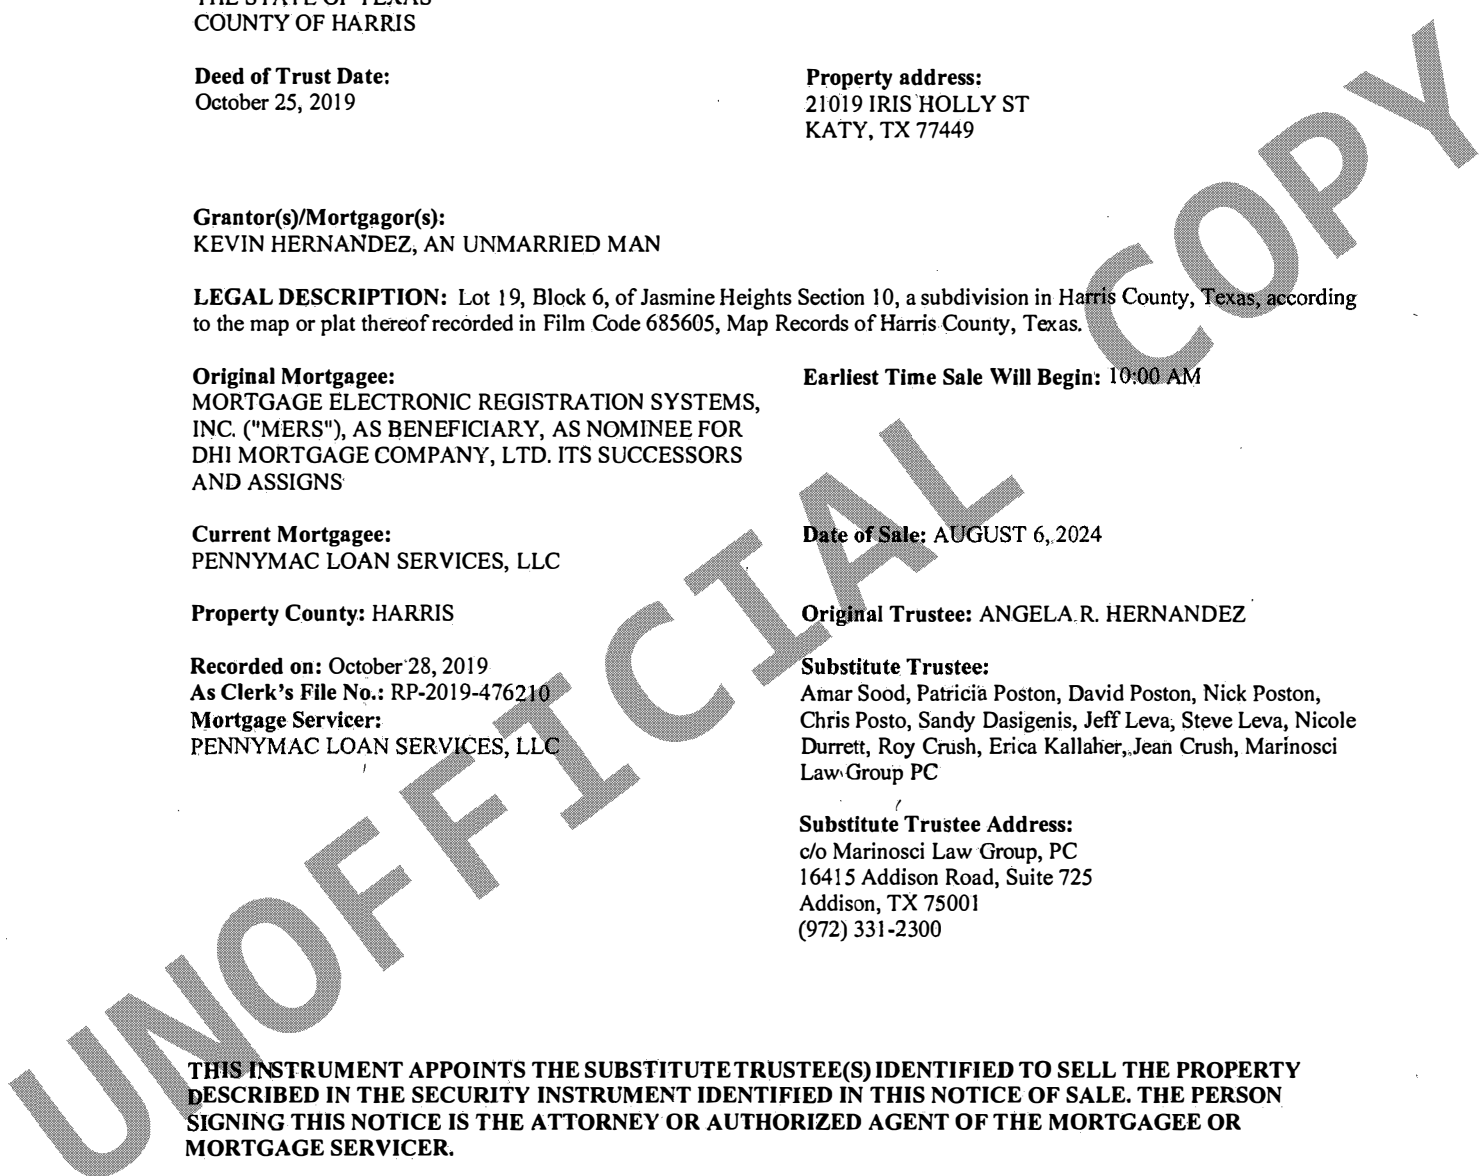 THE STATE OF TEXAS
COUNTY OF HARRIS
Deed of Trust Date:
October 25, 2019
Property address:
21019 IRIS HOLLY ST
KATY, TX 77449
Grantor(s)/Mortgagor(s):
KEVIN HERNANDEZ, AN UNMARRIED MAN
LEGAL DESCRIPTION: Lot 19, Block 6, of Jasmine Heights Section 10, a subdivision in Harris County, Texas, according
to the map or plat thereof recorded in Film Code 685605, Map Records of Harris County, Texas.
Original Mortgagee:
MORTGAGE ELECTRONIC REGISTRATION SYSTEMS,
INC. ("MERS"), AS BENEFICIARY, AS NOMINEE FOR
DHI MORTGAGE COMPANY, LTD. ITS SUCCESSORS
AND ASSIGNS
Earliest Time Sale Will Begin: 10:00 AM
Current Mortgagee:
PENNYMAC LOAN SERVICES, LLC
Date of Sale: AUGUST 6, 2024
Property County: HARRIS
Original Trustee: ANGELA R. HERNANDEZ
Recorded on: October 28, 2019
As Clerk's File No.: RP-2019-476210
Mortgage Servicer:
PENNYMAC LOAN SERVICES, LLC
Substitute Trustee:
Amar Sood, Patricia Poston, David Poston, Nick Poston,
Chris Posto, Sandy Dasigenis, Jeff Leva, Steve Leva, Nicole
Durrett, Roy Crush, Erica Kallaher, Jean Crush, Marinosci
Law Group PC
Substitute Trustee Address:
c/o Marinosci Law Group, PC
16415 Addison Road, Suite 725
Addison, TX 75001
(972) 331-2300
THIS INSTRUMENT APPOINTS THE SUBSTITUTE TRUSTEE(S) IDENTIFIED TO SELL THE PROPERTY
DESCRIBED IN THE SECURITY INSTRUMENT IDENTIFIED IN THIS NOTICE OF SALE. THE PERSON
SIGNING THIS NOTICE IS THE ATTORNEY OR AUTHORIZED AGENT OF THE MORTGAGEE OR
MORTGAGE SERVICER.
UNOFFICIAL COPY